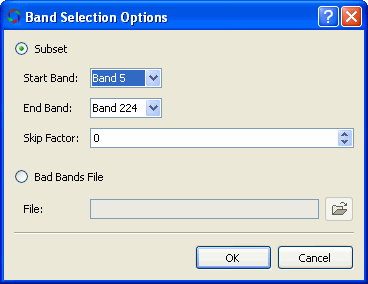 Band Selection Options
Subset
Start Band: Band 5
End Band: Band 224
Skip Factor: 0
Bad Bands File
File:
OK Cancel